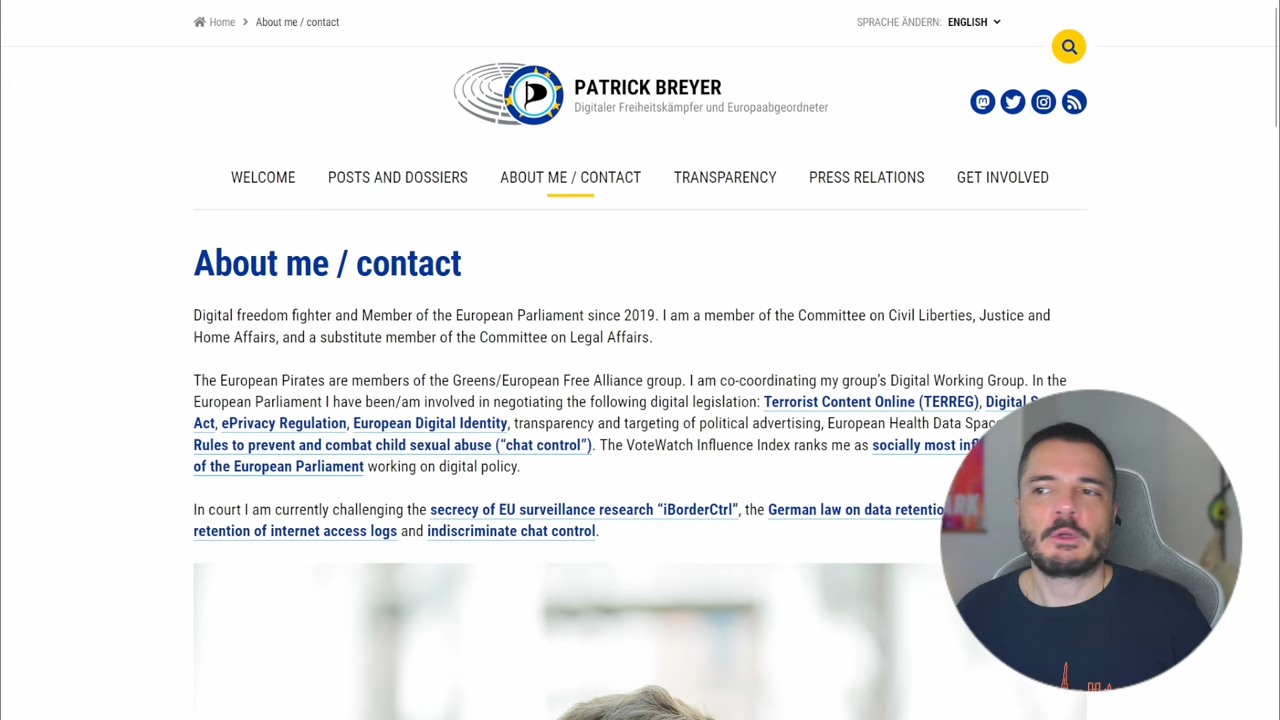 Home > About me / contact
SPRACHE ÄNDERN: ENGLISH
PATRICK BREYER
Digitaler Freiheitskämpfer und Europaabgeordneter
WELCOME
POSTS AND DOSSIERS
ABOUT ME / CONTACT
TRANSPARENCY
PRESS RELATIONS
GET INVOLVED
About me / contact
Digital freedom fighter and Member of the European Parliament since 2019. I am a member of the Committee on Civil Liberties, Justice and
Home Affairs, and a substitute member of the Committee on Legal Affairs.
The European Pirates are members of the Greens/European Free Alliance group. I am co-coordinating my group's Digital Working Group. In the
European Parliament I have been/am involved in negotiating the following digital legislation: Terrorist Content Online (TERREG), Digital
Act, ePrivacy Regulation, European Digital Identity, transparency and targeting of political advertising, European Health Data
Rules to prevent and combat child sexual abuse (“chat control”). The VoteWatch Influence Index ranks me as socially most
of the European Parliament working on digital policy.
In court I am currently challenging the secrecy of EU surveillance research “iBorderCtrl”, the German law on data
retention of internet access logs and indiscriminate chat control.